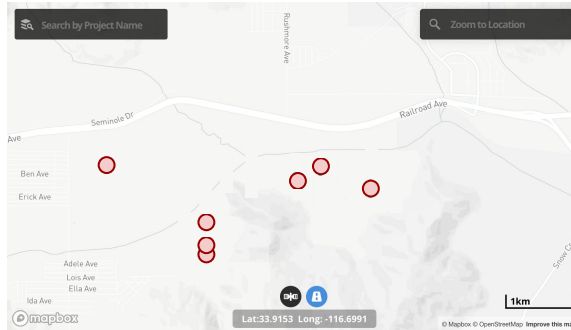 Search by Project Name
Zoom to Location
Rushmore Ave
Railroad Ave
Seminole Dr
Ave
Ben Ave
Erick Ave
Adele Ave
Lois Ave
Ella Ave
Ida Ave
Snow Cr
1km
mapbox
Lat:33.9153 Long: -116.6991
© Mapbox © OpenStreetMap Improve this ma